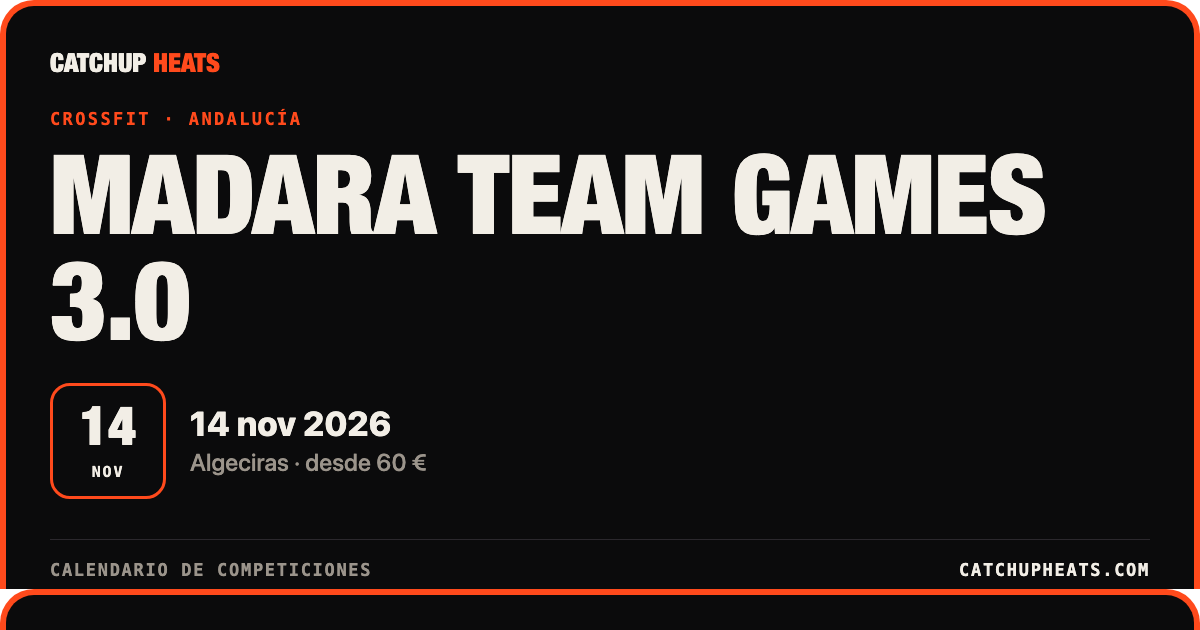 CATCHUP HEATS
CROSSFIT · ANDALUCÍA
MADARA TEAM GAMES
3.0
14
NOV
14 nov 2026
Algeciras · desde 60 €
CALENDARIO DE COMPETICIONES
CATCHUPHEATS.COM